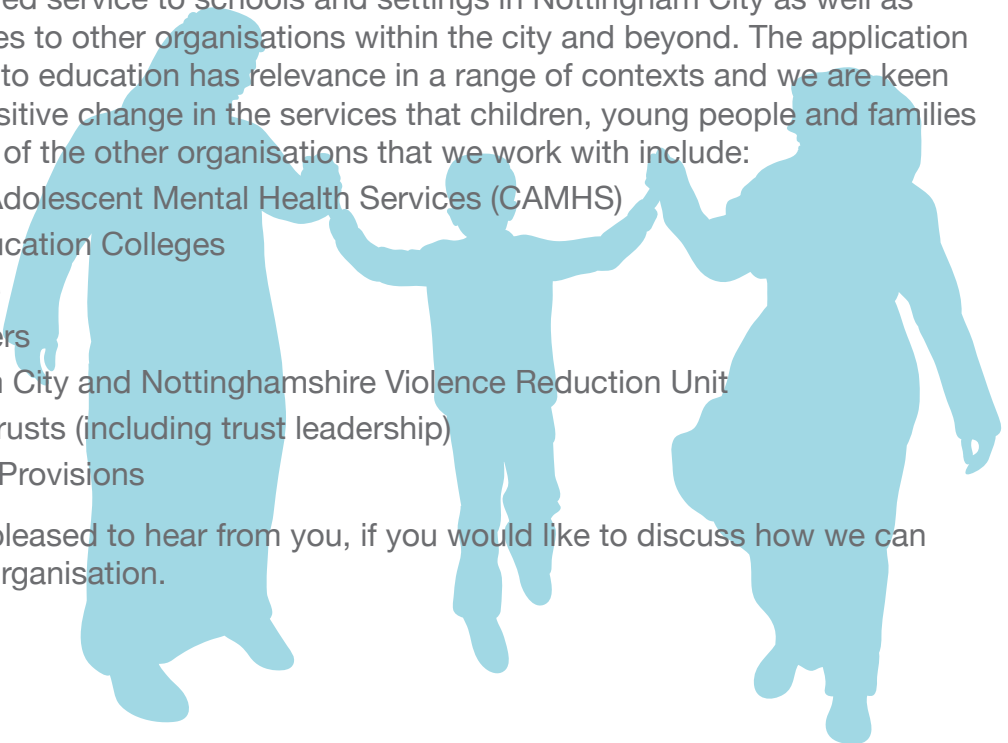 ed service to schools and settings in Nottingham City as well as
es to other organisations within the city and beyond. The application
to education has relevance in a range of contexts and we are keen
sitive change in the services that children, young people and families
of the other organisations that we work with include:
Adolescent Mental Health Services (CAMHS)
ucation Colleges
ers
n City and Nottinghamshire Violence Reduction Unit
rusts (including trust leadership)
Provisions
pleased to hear from you, if you would like to discuss how we can
rganisation.